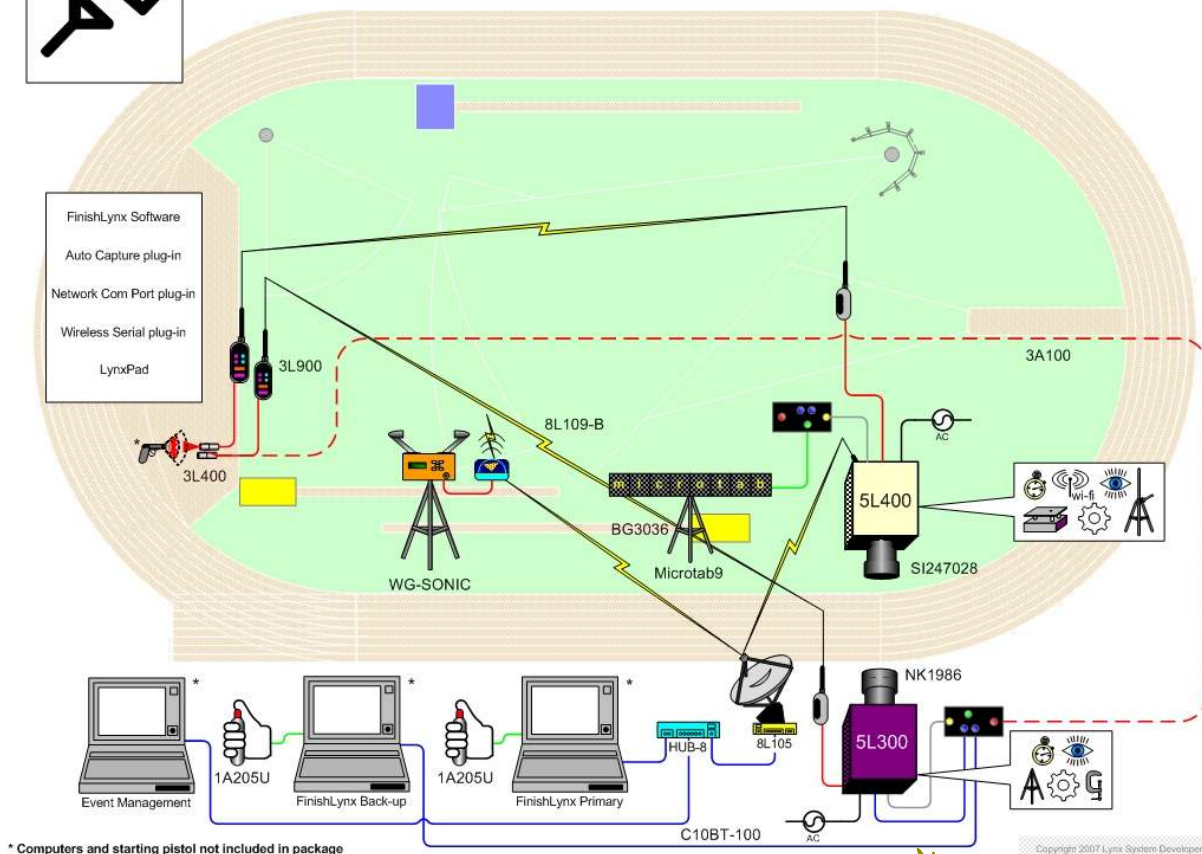 FinishLynx Software
Auto Capture plug-in
Network Com Port plug-in
Wireless Serial plug-in
LynxPad
3L900
3A100
*
3L400
8L109-B
AC
microtab
5L400
wi-fi
BG3036
WG-SONIC
Microtab9
SI247028
NK1986
*
*
*
1A205U
1A205U
HUB-8
8L105
5L300
Event Management
FinishLynx Back-up
FinishLynx Primary
C10BT-100
AC
* Computers and starting pistol not included in package
Copyright 2007 Lynx System Developer